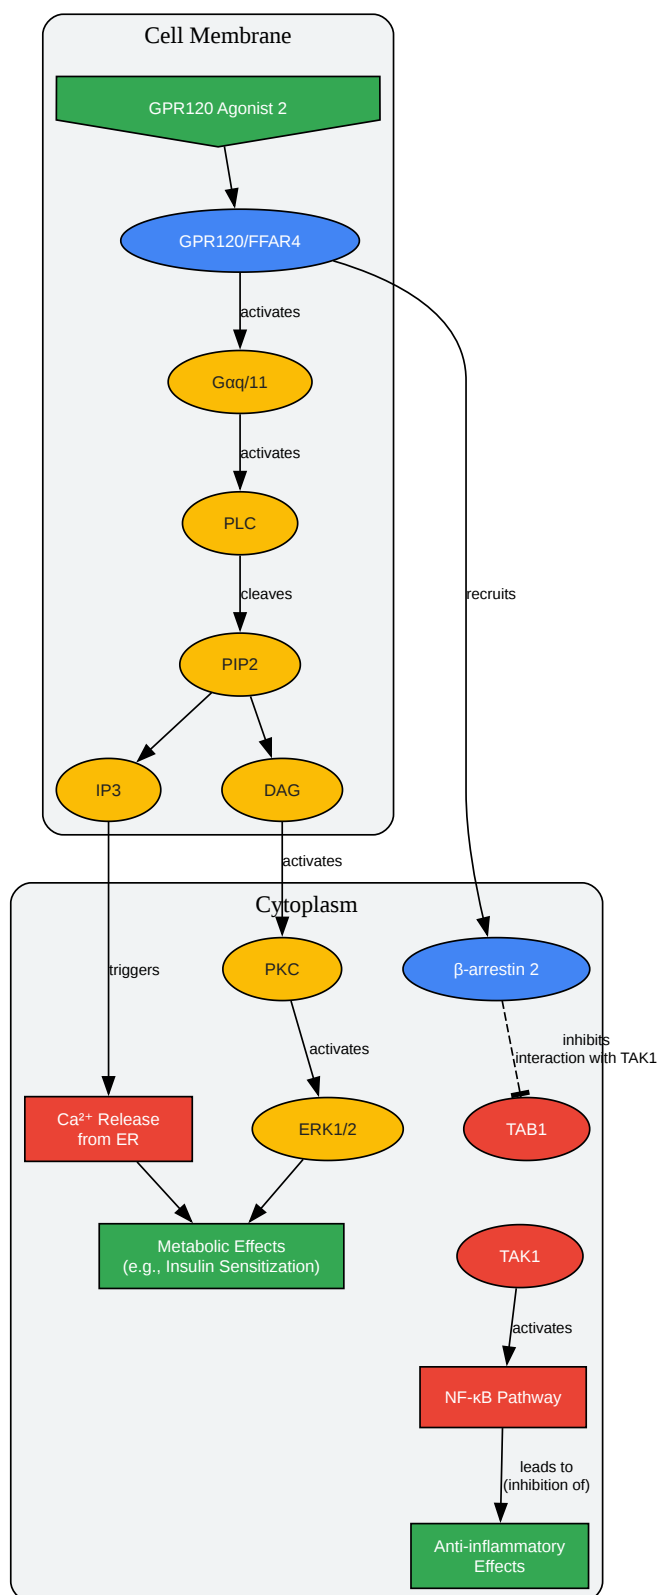 Cell Membrane
GPR120 Agonist 2
GPR120/FFAR4
activates
Gαq/11
activates
PLC
cleaves
recruits
PIP2
IP3
DAG
activates
Cytoplasm
triggers
PKC
β-arrestin 2
activates
inhibits
interaction with TAK1
Ca²⁺ Release
from ER
ERK1/2
TAB1
Metabolic Effects
(e.g., Insulin Sensitization)
TAK1
activates
NF-κB Pathway
leads to
(inhibition of)
Anti-inflammatory
Effects